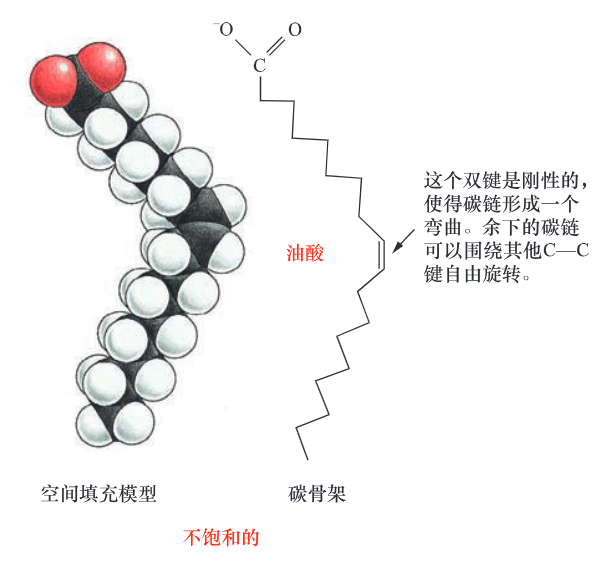 ⁻O
O
C
这个双键是刚性的，
使得碳链形成一个
弯曲。余下的碳链
可以围绕其他C—C
键自由旋转。
油酸
空间填充模型
碳骨架
不饱和的